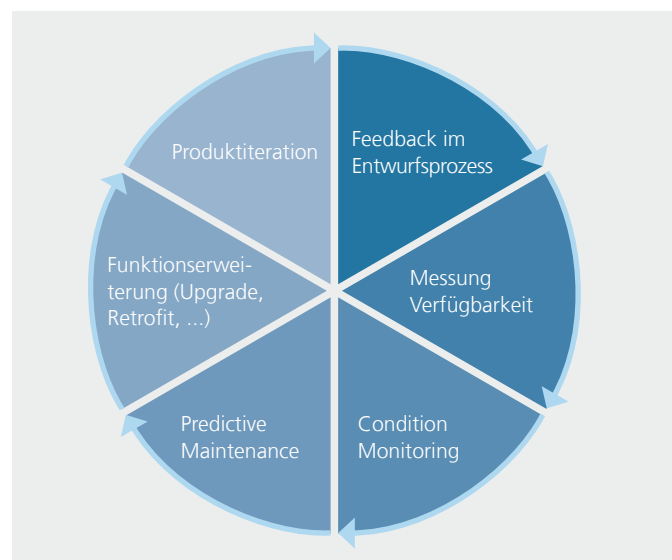 Feedback im
Entwurfsprozess
Messung
Verfügbarkeit
Condition
Monitoring
Predictive
Maintenance
Funktionserwei-
terung (Upgrade,
Retrofit, ...)
Produktiteration